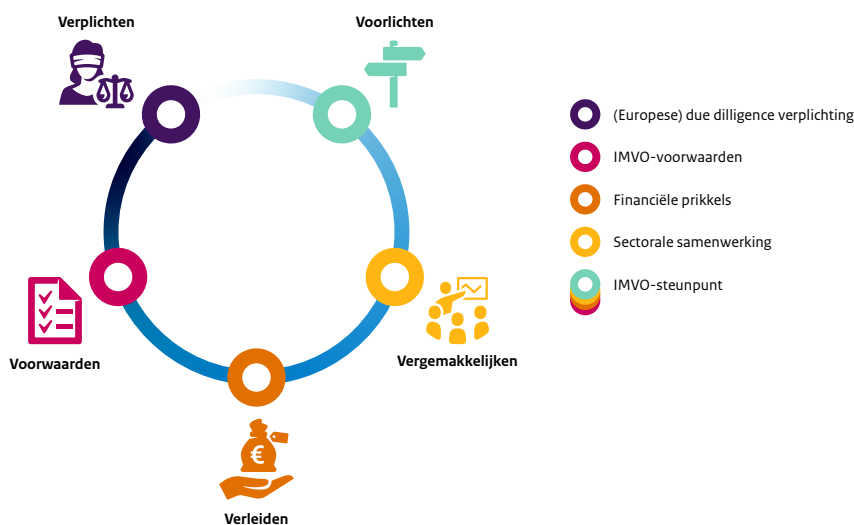 Verplichten
Voorlichten
(Europese) due dilligence verplichting
IMVO-voorwaarden
Financiële prikkels
Sectorale samenwerking
IMVO-steunpunt
Voorwaarden
Vergemakkelijken
€
Verleiden